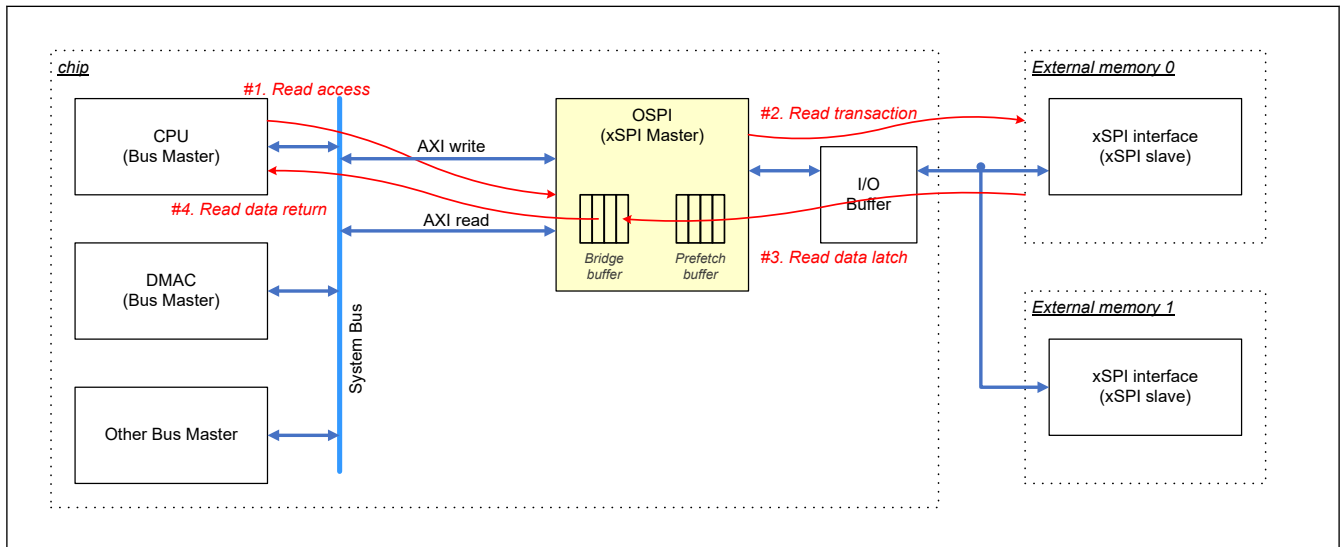 chip
#1. Read access
CPU
(Bus Master)
#4. Read data return
DMAC
(Bus Master)
Other Bus Master
System Bus
AXI write
AXI read
OSPI
(xSPI Master)
Bridge
buffer
Prefetch
buffer
#2. Read transaction
I/O
Buffer
#3. Read data latch
External memory 0
xSPI interface
(xSPI slave)
External memory 1
xSPI interface
(xSPI slave)